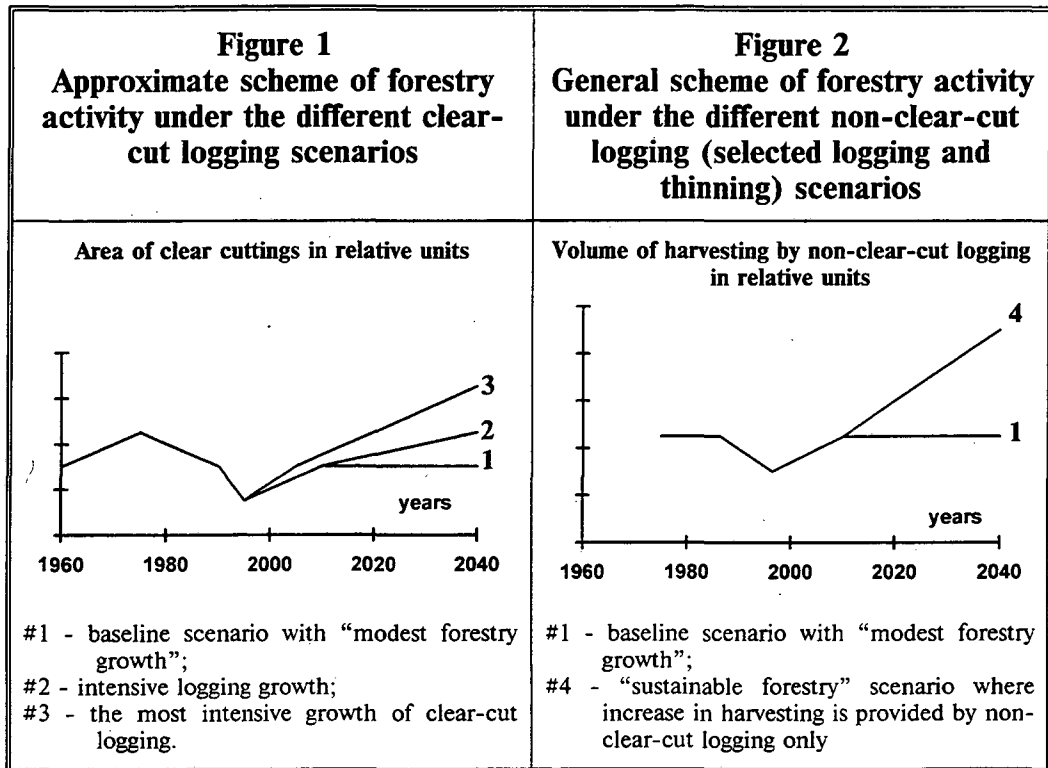 Figure 1
Approximate scheme of forestry
activity under the different clear-
cut logging scenarios
Area of clear cuttings in relative units
3
2
1
years
1960 1980 2000 2020 2040
#1 - baseline scenario with “modest forestry
growth”;
#2 - intensive logging growth;
#3 - the most intensive growth of clear-cut
logging.
Figure 2
General scheme of forestry activity
under the different non-clear-cut
logging (selected logging and
thinning) scenarios
Volume of harvesting by non-clear-cut logging
in relative units
4
1
years
1960 1980 2000 2020 2040
#1 - baseline scenario with “modest forestry
growth”;
#4 - “sustainable forestry” scenario where
increase in harvesting is provided by non-
clear-cut logging only